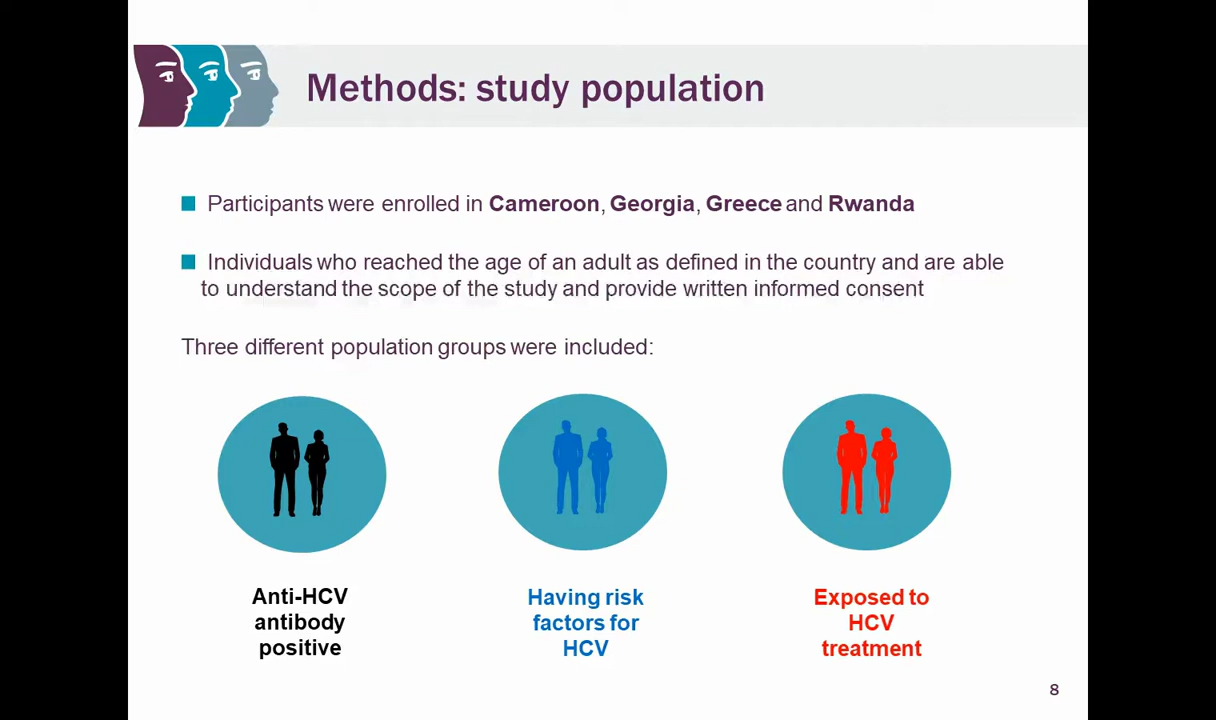 Methods: study population
Participants were enrolled in Cameroon, Georgia, Greece and Rwanda
Individuals who reached the age of an adult as defined in the country and are able
to understand the scope of the study and provide written informed consent
Three different population groups were included:
Anti-HCV
antibody
positive
Having risk
factors for
HCV
Exposed to
HCV
treatment
8